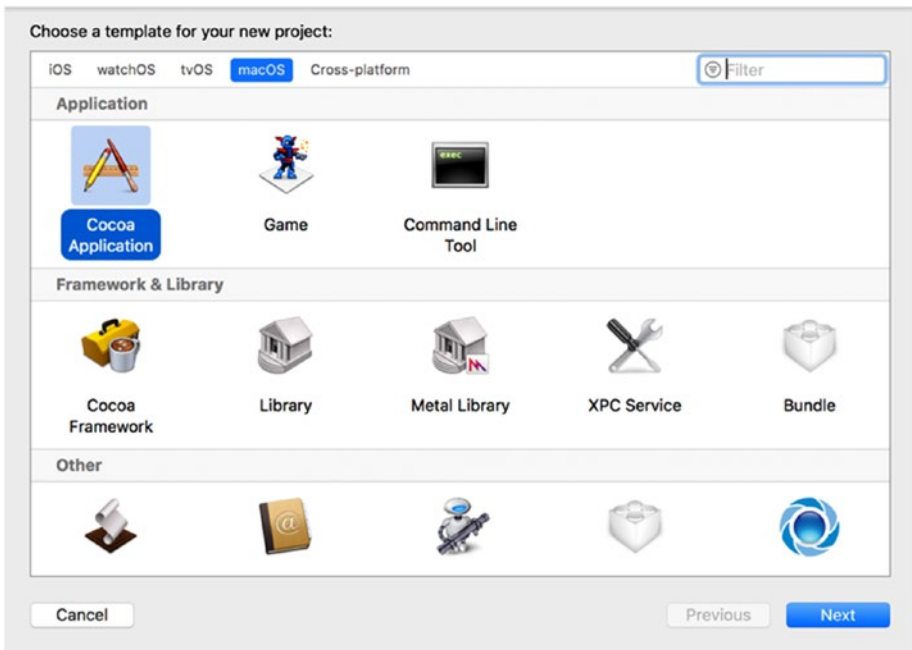 Choose a template for your new project:
iOS watchOS tvOS macOS Cross-platform Filter
Application
Cocoa Application
Game
Command Line Tool
exec
Framework & Library
Cocoa Framework
Library
Metal Library
XPC Service
Bundle
Other
@
Cancel Previous Next